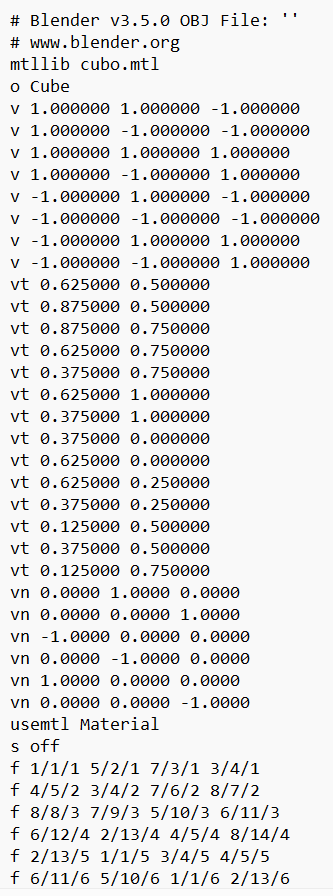 # Blender v3.5.0 OBJ File: ''
# www.blender.org
mtllib cubo.mtl
o Cube
v 1.000000 1.000000 -1.000000
v 1.000000 -1.000000 -1.000000
v 1.000000 1.000000 1.000000
v 1.000000 -1.000000 1.000000
v -1.000000 1.000000 -1.000000
v -1.000000 -1.000000 -1.000000
v -1.000000 1.000000 1.000000
v -1.000000 -1.000000 1.000000
vt 0.625000 0.500000
vt 0.875000 0.500000
vt 0.875000 0.750000
vt 0.625000 0.750000
vt 0.375000 0.750000
vt 0.625000 1.000000
vt 0.375000 1.000000
vt 0.375000 0.000000
vt 0.625000 0.000000
vt 0.625000 0.250000
vt 0.375000 0.250000
vt 0.125000 0.500000
vt 0.375000 0.500000
vt 0.125000 0.750000
vn 0.0000 1.0000 0.0000
vn 0.0000 0.0000 1.0000
vn -1.0000 0.0000 0.0000
vn 0.0000 -1.0000 0.0000
vn 1.0000 0.0000 0.0000
vn 0.0000 0.0000 -1.0000
usemtl Material
s off
f 1/1/1 5/2/1 7/3/1 3/4/1
f 4/5/2 3/4/2 7/6/2 8/7/2
f 8/8/3 7/9/3 5/10/3 6/11/3
f 6/12/4 2/13/4 4/5/4 8/14/4
f 2/13/5 1/1/5 3/4/5 4/5/5
f 6/11/6 5/10/6 1/1/6 2/13/6